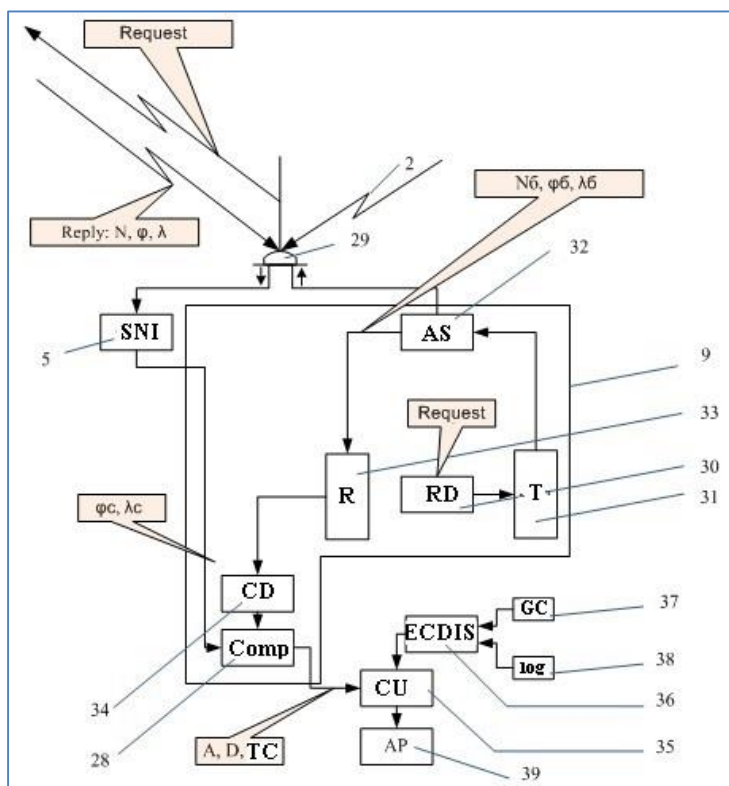 Request
2
Nб, φб, λб
Reply: N, φ, λ
29
32
SNI
AS
5
9
Request
33
R
RD
T
30
31
φc, λc
CD
GC
37
ECDIS
Comp
log
38
34
CU
36
28
A, D, TC
35
AP
39